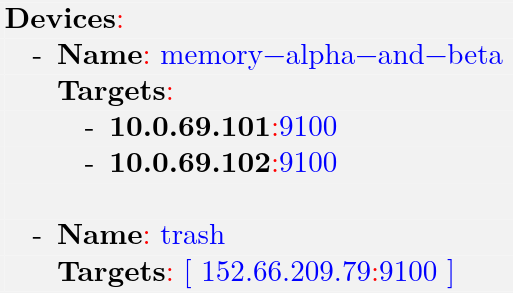 Devices:
- Name: memory−alpha−and−beta
Targets:
- 10.0.69.101:9100
- 10.0.69.102:9100
- Name: trash
Targets: [ 152.66.209.79:9100 ]